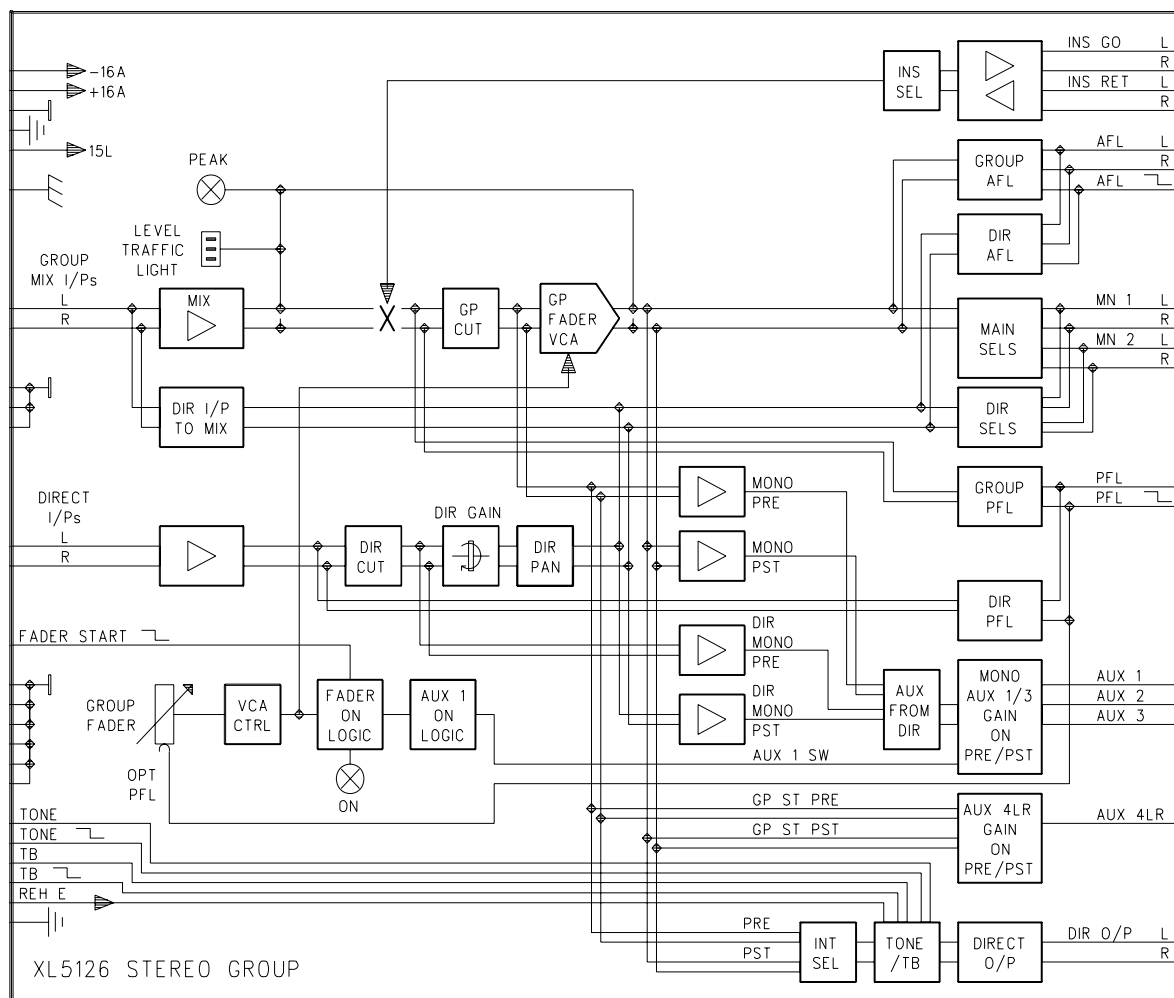 -16A
+16A
15L
PEAK
LEVEL
TRAFFIC
LIGHT
GROUP
MIX I/Ps
L
R
MIX
GP
CUT
GP
FADER
VCA
INS
SEL
INS GO L
R
INS RET L
R
GROUP
AFL
AFL L
R
AFL
DIR
AFL
MAIN
SELS
MN 1 L
R
MN 2 L
R
DIR I/P
TO MIX
DIR
SELS
DIRECT
I/Ps
L
R
DIR
CUT
DIR GAIN
DIR
PAN
MONO
PRE
MONO
PST
GROUP
PFL
PFL
PFL
DIR
PFL
FADER START
GROUP
FADER
VCA
CTRL
FADER
ON
LOGIC
AUX 1
ON
LOGIC
DIR
MONO
PRE
DIR
MONO
PST
AUX
FROM
DIR
MONO
AUX 1/3
GAIN
ON
PRE/PST
AUX 1
AUX 2
AUX 3
OPT
PFL
ON
AUX 1 SW
GP ST PRE
GP ST PST
AUX 4LR
GAIN
ON
PRE/PST
AUX 4LR
TONE
TONE
TB
TB
REH E
PRE
PST
INT
SEL
TONE
/TB
DIRECT
O/P
DIR O/P L
R
XL5126 STEREO GROUP